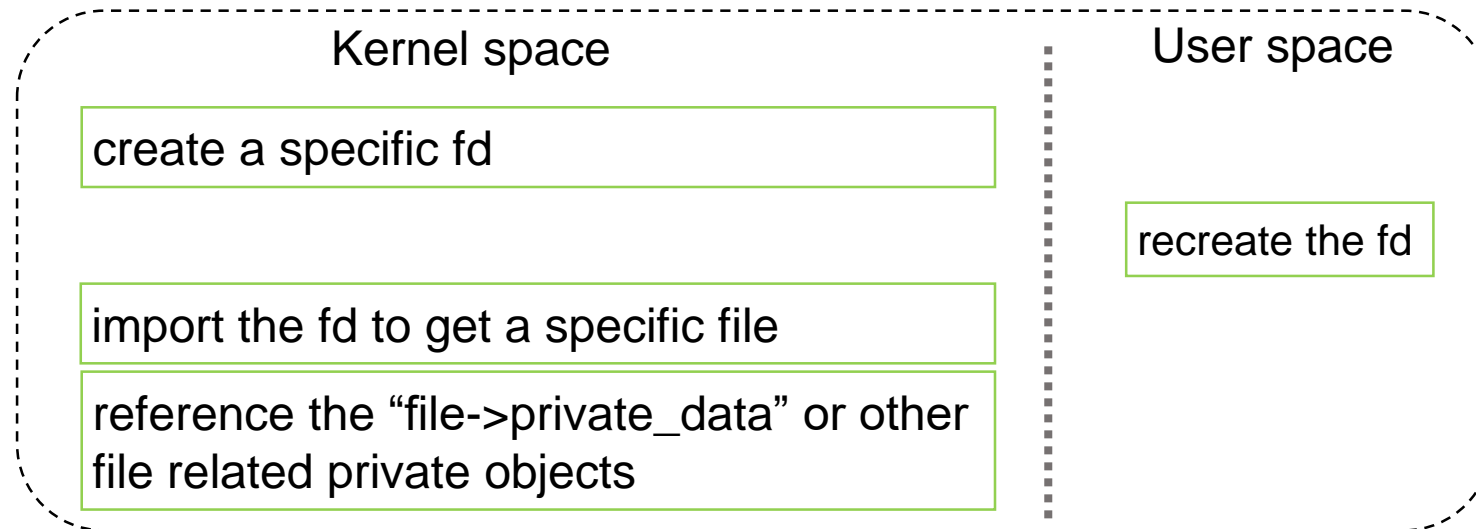 Kernel space
User space
create a specific fd
recreate the fd
import the fd to get a specific file
reference the “file->private_data” or other
file related private objects